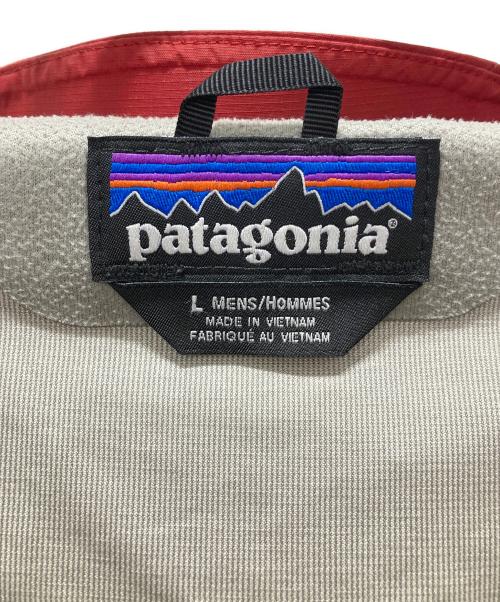 patagonia®
L MENS/HOMMES
MADE IN VIETNAM
FABRIQUÉ AU VIETNAM